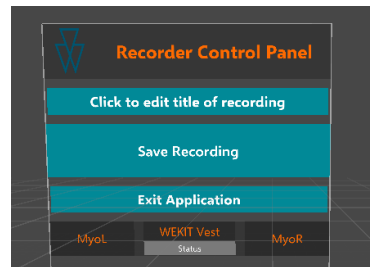 Recorder Control Panel
Click to edit title of recording
Save Recording
Exit Application
MyoL WEKIT Vest MyoR
Status